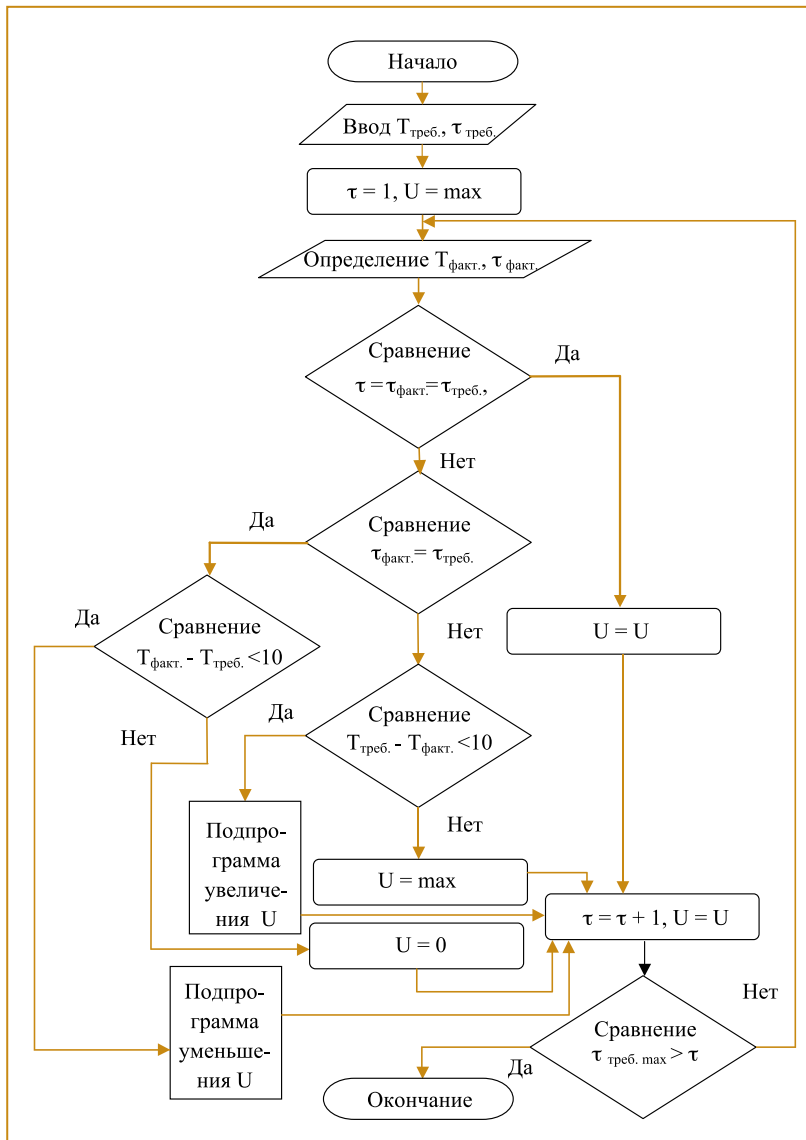 Начало
Ввод Tтреб., τ треб.
τ = 1, U = max
Определение Tфакт., τ факт.
Сравнение
τ = τфакт.= τтреб.,
Да
Нет
Сравнение
τфакт.= τтреб.
Да
Нет
Сравнение
Tфакт. - Tтреб. <10
Да
Нет
U = U
Сравнение
Tтреб. - Tфакт. <10
Да
Нет
Подпро-
грамма
увеличе-
ния U
U = max
τ = τ + 1, U = U
U = 0
Подпро-
грамма
уменьше-
ния U
Сравнение
τ треб. max > τ
Нет
Да
Окончание